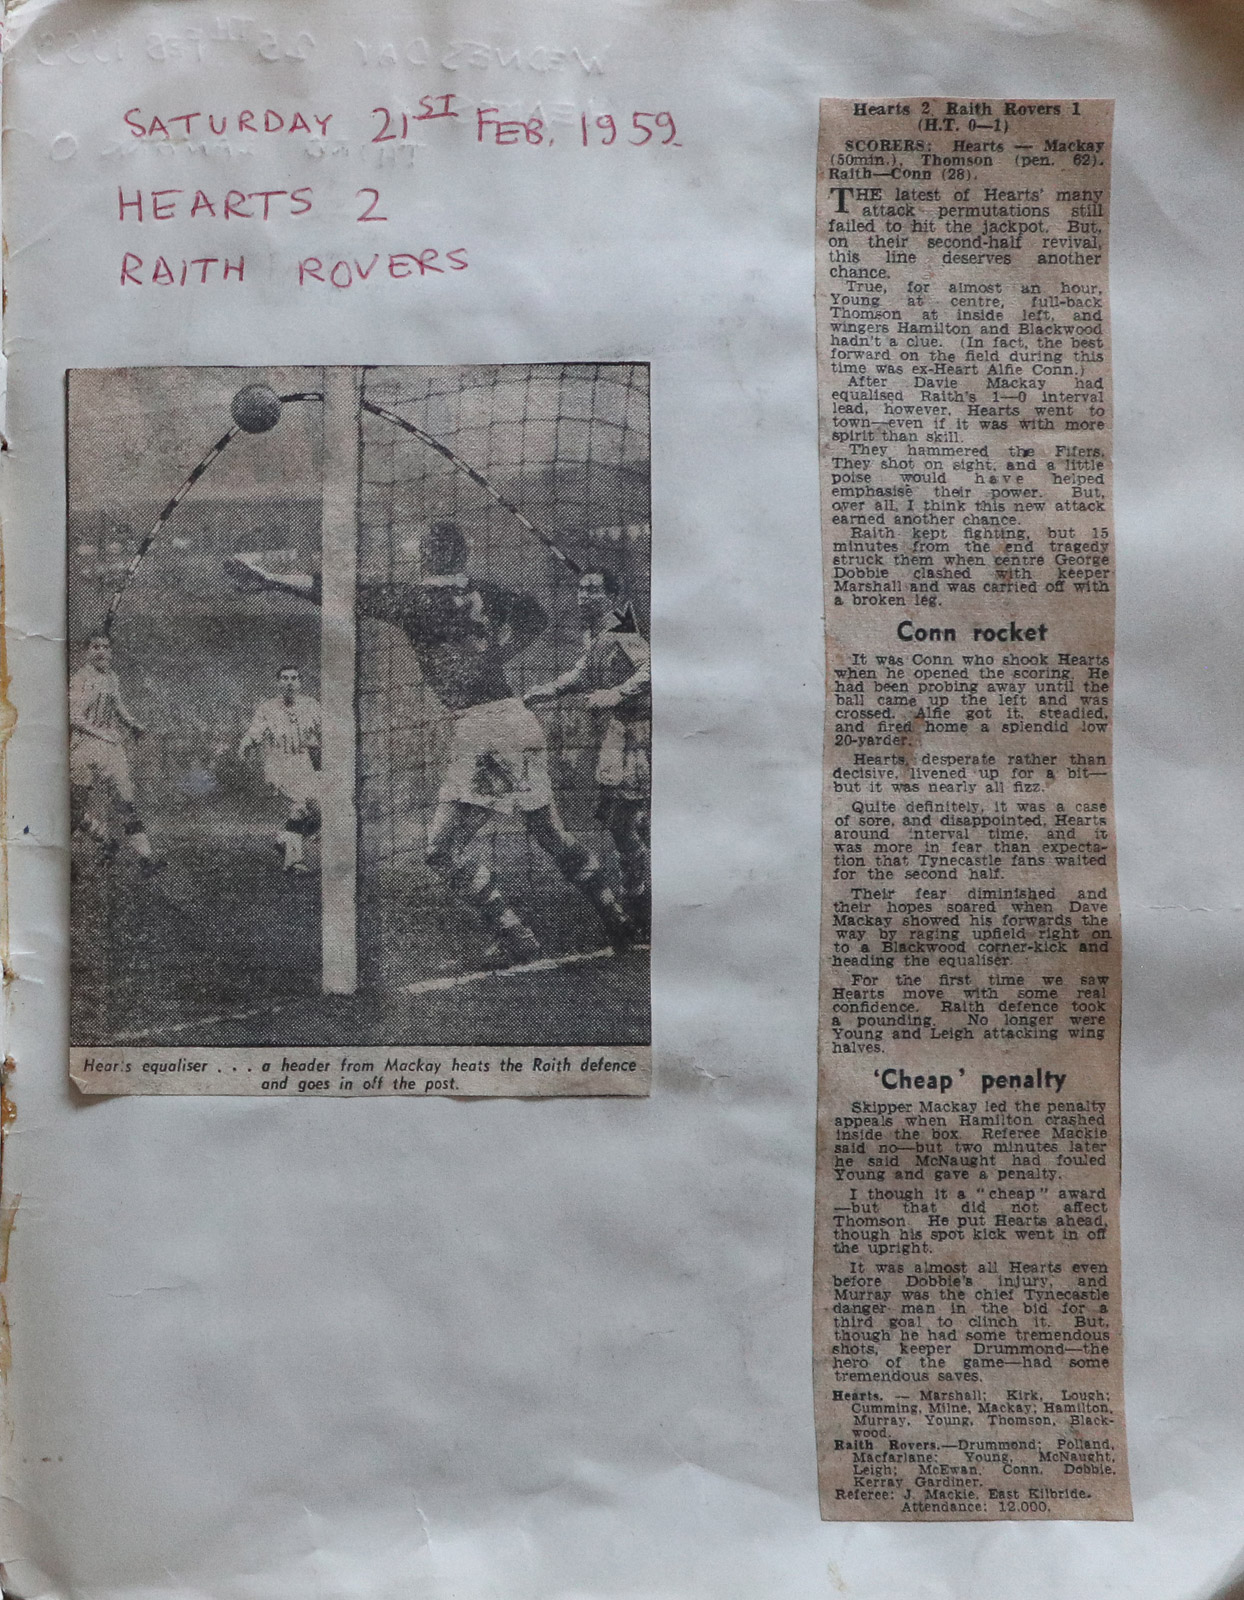 SATURDAY 21ST FEB. 1959
HEARTS 2
RAITH ROVERS
Hearts equaliser . . . a header from Mackay beats the Raith defence
and goes in off the post.
Hearts 2, Raith Rovers 1
(H.T. 0—1)
SCORERS: Hearts — Mackay
(50min.), Thomson (pen. 62).
Raith—Conn (28).
THE latest of Hearts' many
attack permutations still
failed to hit the jackpot. But,
on their second-half revival,
this line deserves another
chance.
True, for almost an hour,
Young at centre, full-back
Thomson at inside left, and
wingers Hamilton and Blackwood
hadn't a clue. (In fact, the best
forward on the field during this
time was ex-Heart Alfie Conn.)
After Davie Mackay had
equalised Raith's 1—0 interval
lead, however, Hearts went to
town—even if it was with more
spirit than skill.
They hammered the Fifers.
They shot on sight, and a little
poise would have helped
emphasise their power. But,
over all, I think this new attack
earned another chance.
Raith kept fighting, but 15
minutes from the end tragedy
struck them when centre George
Dobbie clashed with keeper
Marshall and was carried off with
a broken leg.
Conn rocket
It was Conn who shook Hearts
when he opened the scoring. He
had been probing away until the
ball came up the left and was
crossed. Alfie got it, steadied,
and fired home a splendid low
20-yarder.
Hearts, desperate rather than
decisive, livened up for a bit—
but it was nearly all fizz.
Quite definitely, it was a case
of sore, and disappointed, Hearts
around interval time, and it
was more in fear than expecta-
tion that Tynecastle fans waited
for the second half.
Their fear diminished and
their hopes soared when Dave
Mackay showed his forwards the
way by raging upfield right on
to a Blackwood corner-kick and
heading the equaliser.
For the first time we saw
Hearts move with some real
confidence. Raith defence took
a pounding. No longer were
Young and Leigh attacking wing
halves.
'Cheap' penalty
Skipper Mackay led the penalty
appeals when Hamilton crashed
inside the box. Referee Mackie
said no—but two minutes later
he said McNaught had fouled
Young and gave a penalty.
I though it a "cheap" award
—but that did not affect
Thomson. He put Hearts ahead,
though his spot kick went in off
the upright.
It was almost all Hearts even
before Dobbie's injury, and
Murray was the chief Tynecastle
danger man in the bid for a
third goal to clinch it. But,
though he had some tremendous
shots, keeper Drummond—the
hero of the game—had some
tremendous saves.
Hearts. — Marshall; Kirk, Lough;
Cumming, Milne, Mackay; Hamilton,
Murray, Young, Thomson, Black-
wood.
Raith Rovers.—Drummond; Polland,
Macfarlane; Young, McNaught,
Leigh; McEwan, Conn, Dobbie,
Kerray Gardiner.
Referee: J. Mackie, East Kilbride.
Attendance: 12,000.